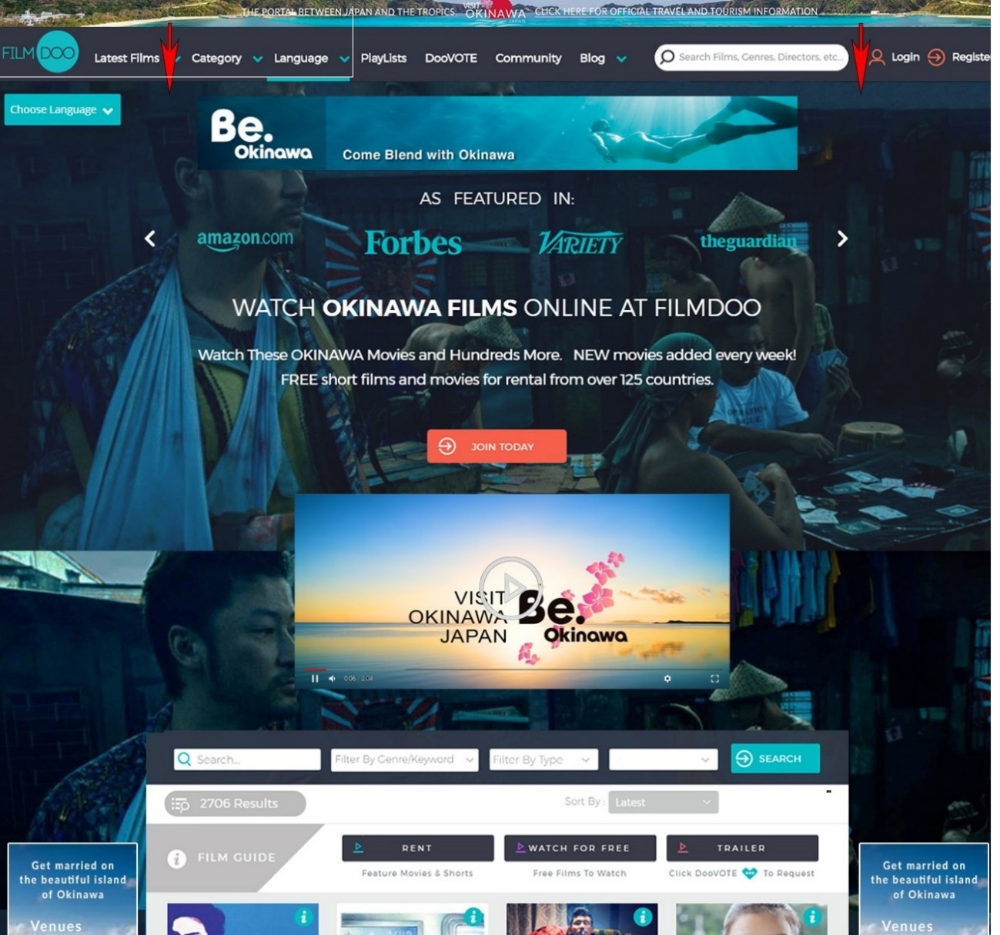 THE PORTAL BETWEEN JAPAN AND THE TROPICS. VISIT OKINAWA JAPAN CLICK HERE FOR OFFICIAL TRAVEL AND TOURISM INFORMATION
FILM DOO Latest Films Category Language PlayLists DooVOTE Community Blog Search Films, Genres, Directors, etc... Login Registe
Choose Language
Be.
Okinawa
Come Blend with Okinawa
AS FEATURED IN:
amazon.com Forbes VARIETY theguardian
WATCH OKINAWA FILMS ONLINE AT FILMDOO
Watch These OKINAWA Movies and Hundreds More. NEW movies added every week!
FREE short films and movies for rental from over 125 countries.
JOIN TODAY
VISIT
OKINAWA
JAPAN
Be.
Okinawa
0:06 / 2:04
Search... Filter By Genre/Keyword Filter By Type SEARCH
2706 Results Sort By : Latest
FILM GUIDE
RENT WATCH FOR FREE TRAILER
Feature Movies & Shorts Free Films To Watch Click DooVOTE To Request
Get married on
the beautiful island
of Okinawa
Venues
Get married on
the beautiful island
of Okinawa
Venues